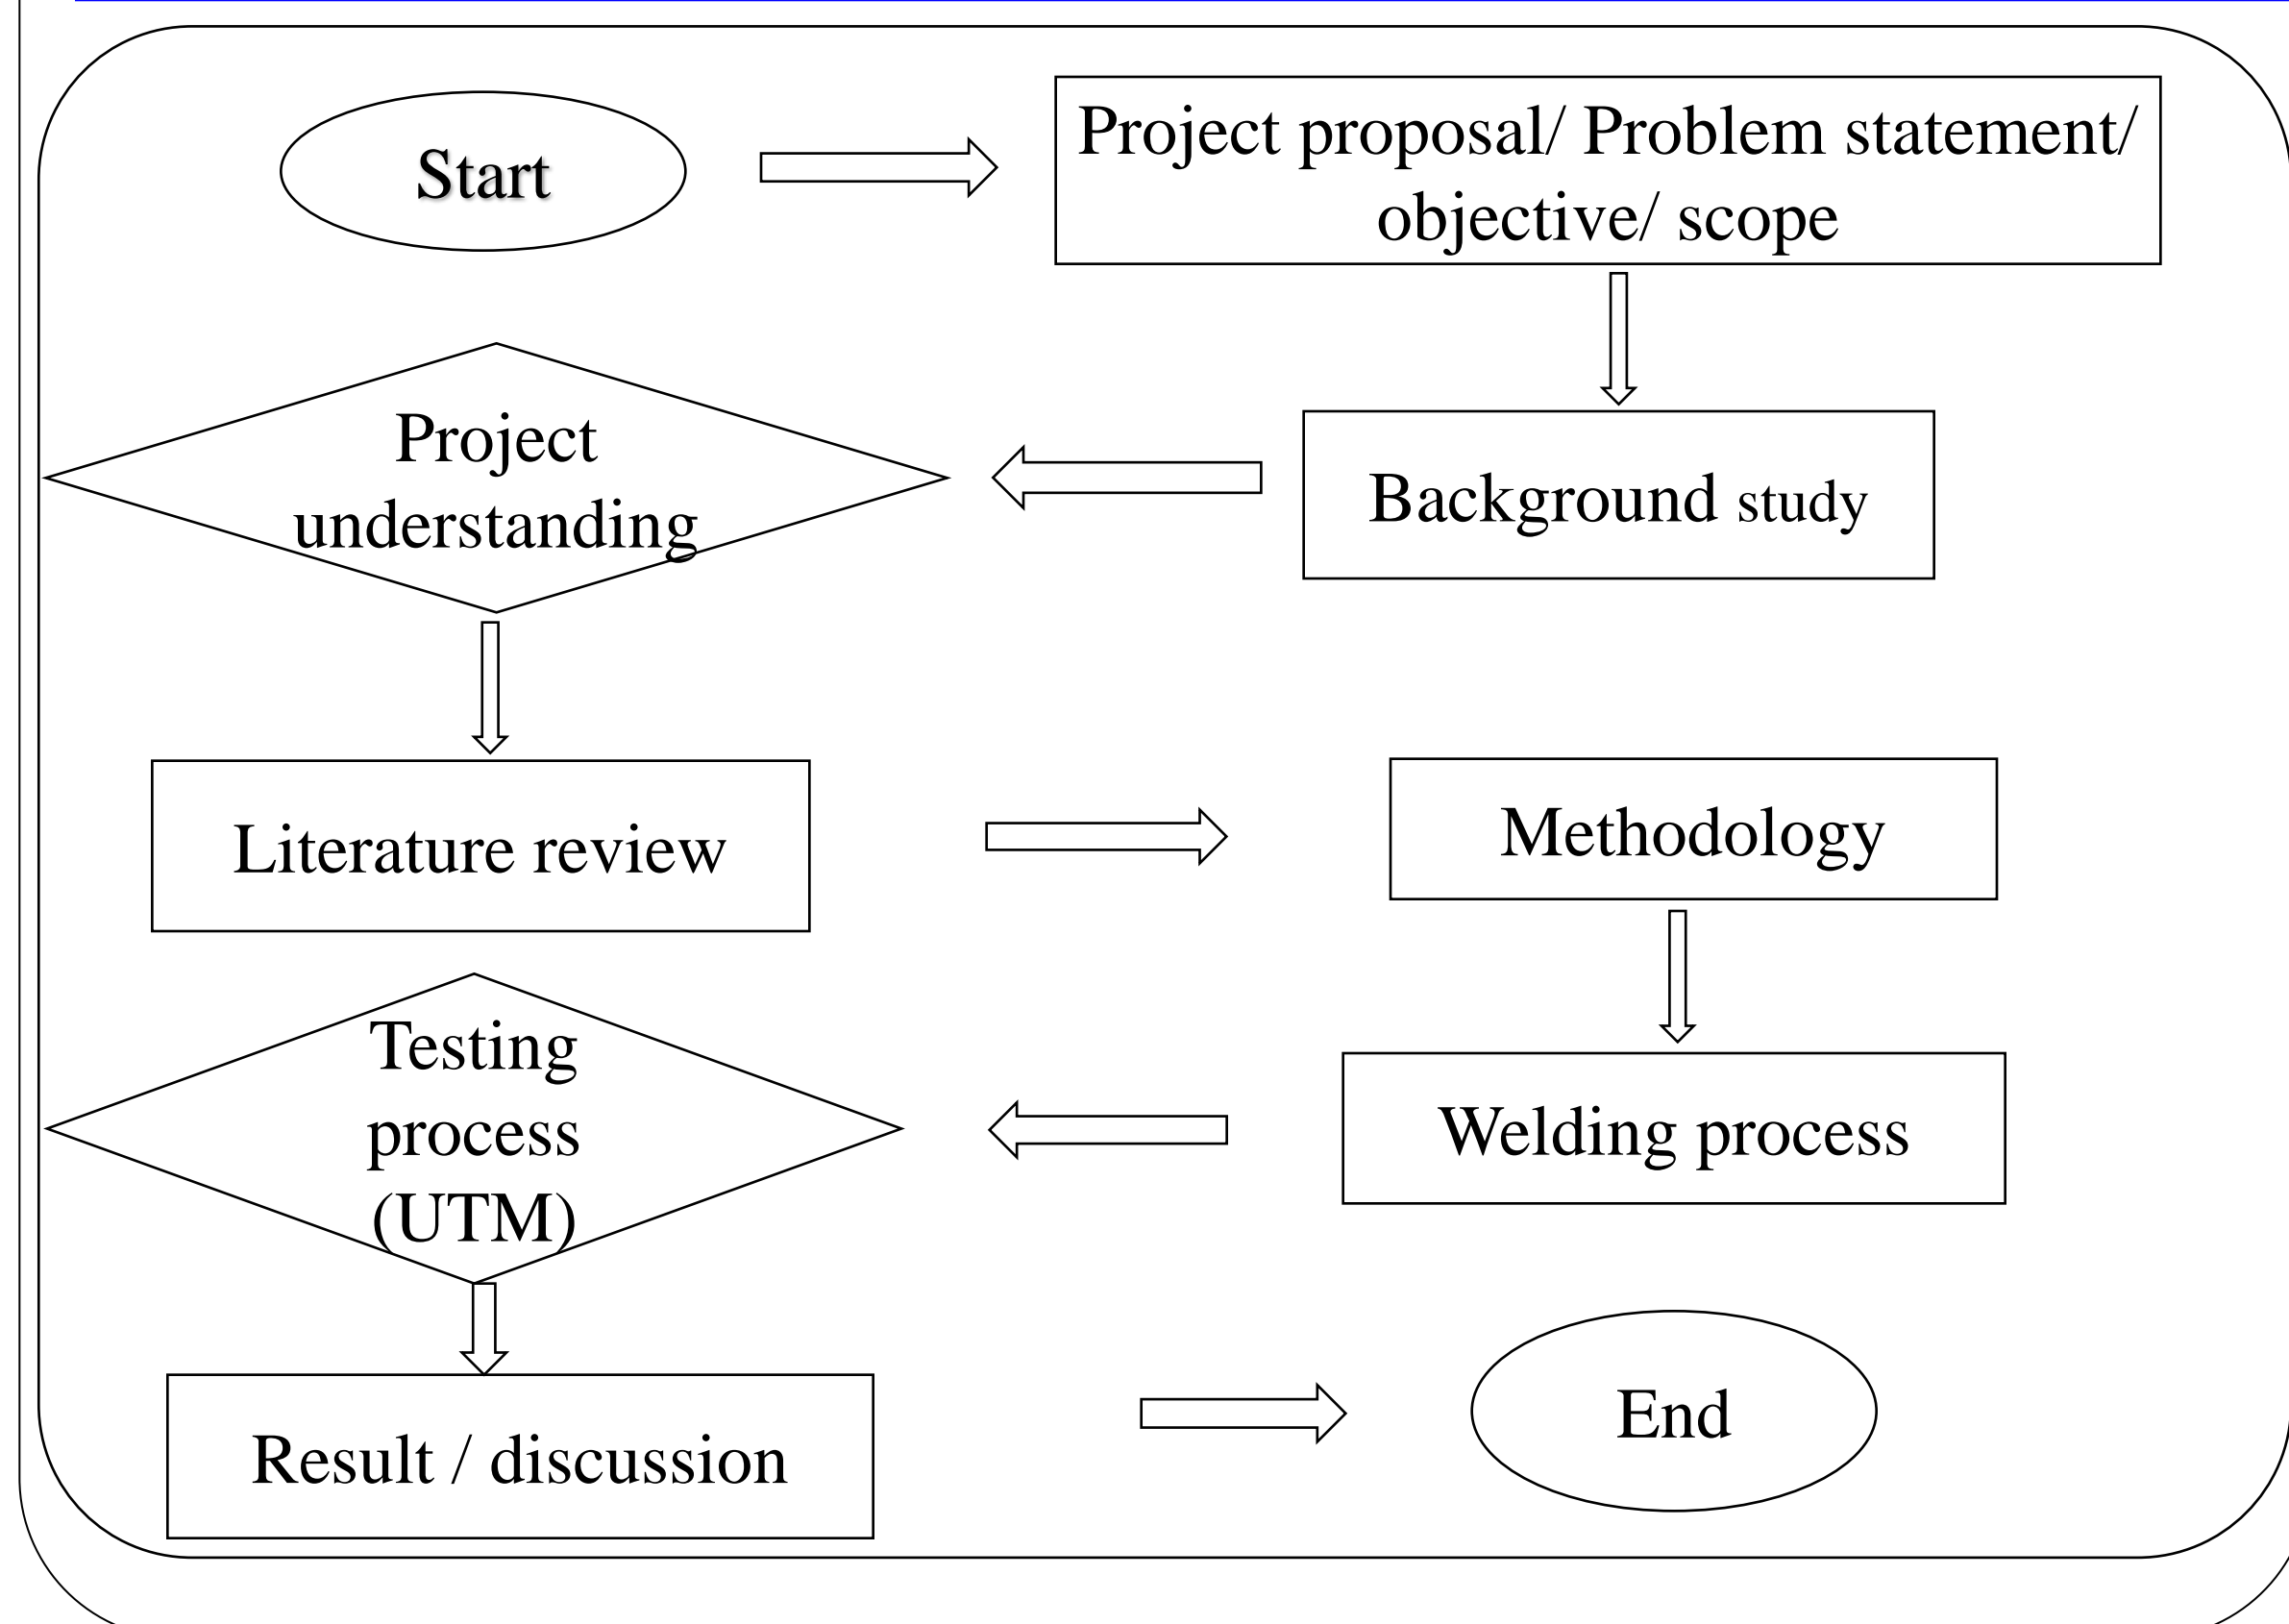 Start
Project proposal/ Problem statement/
objective/ scope
Project
understanding
Background study
Literature review
Methodology
Testing
process
(UTM)
Welding process
Result / discussion
End